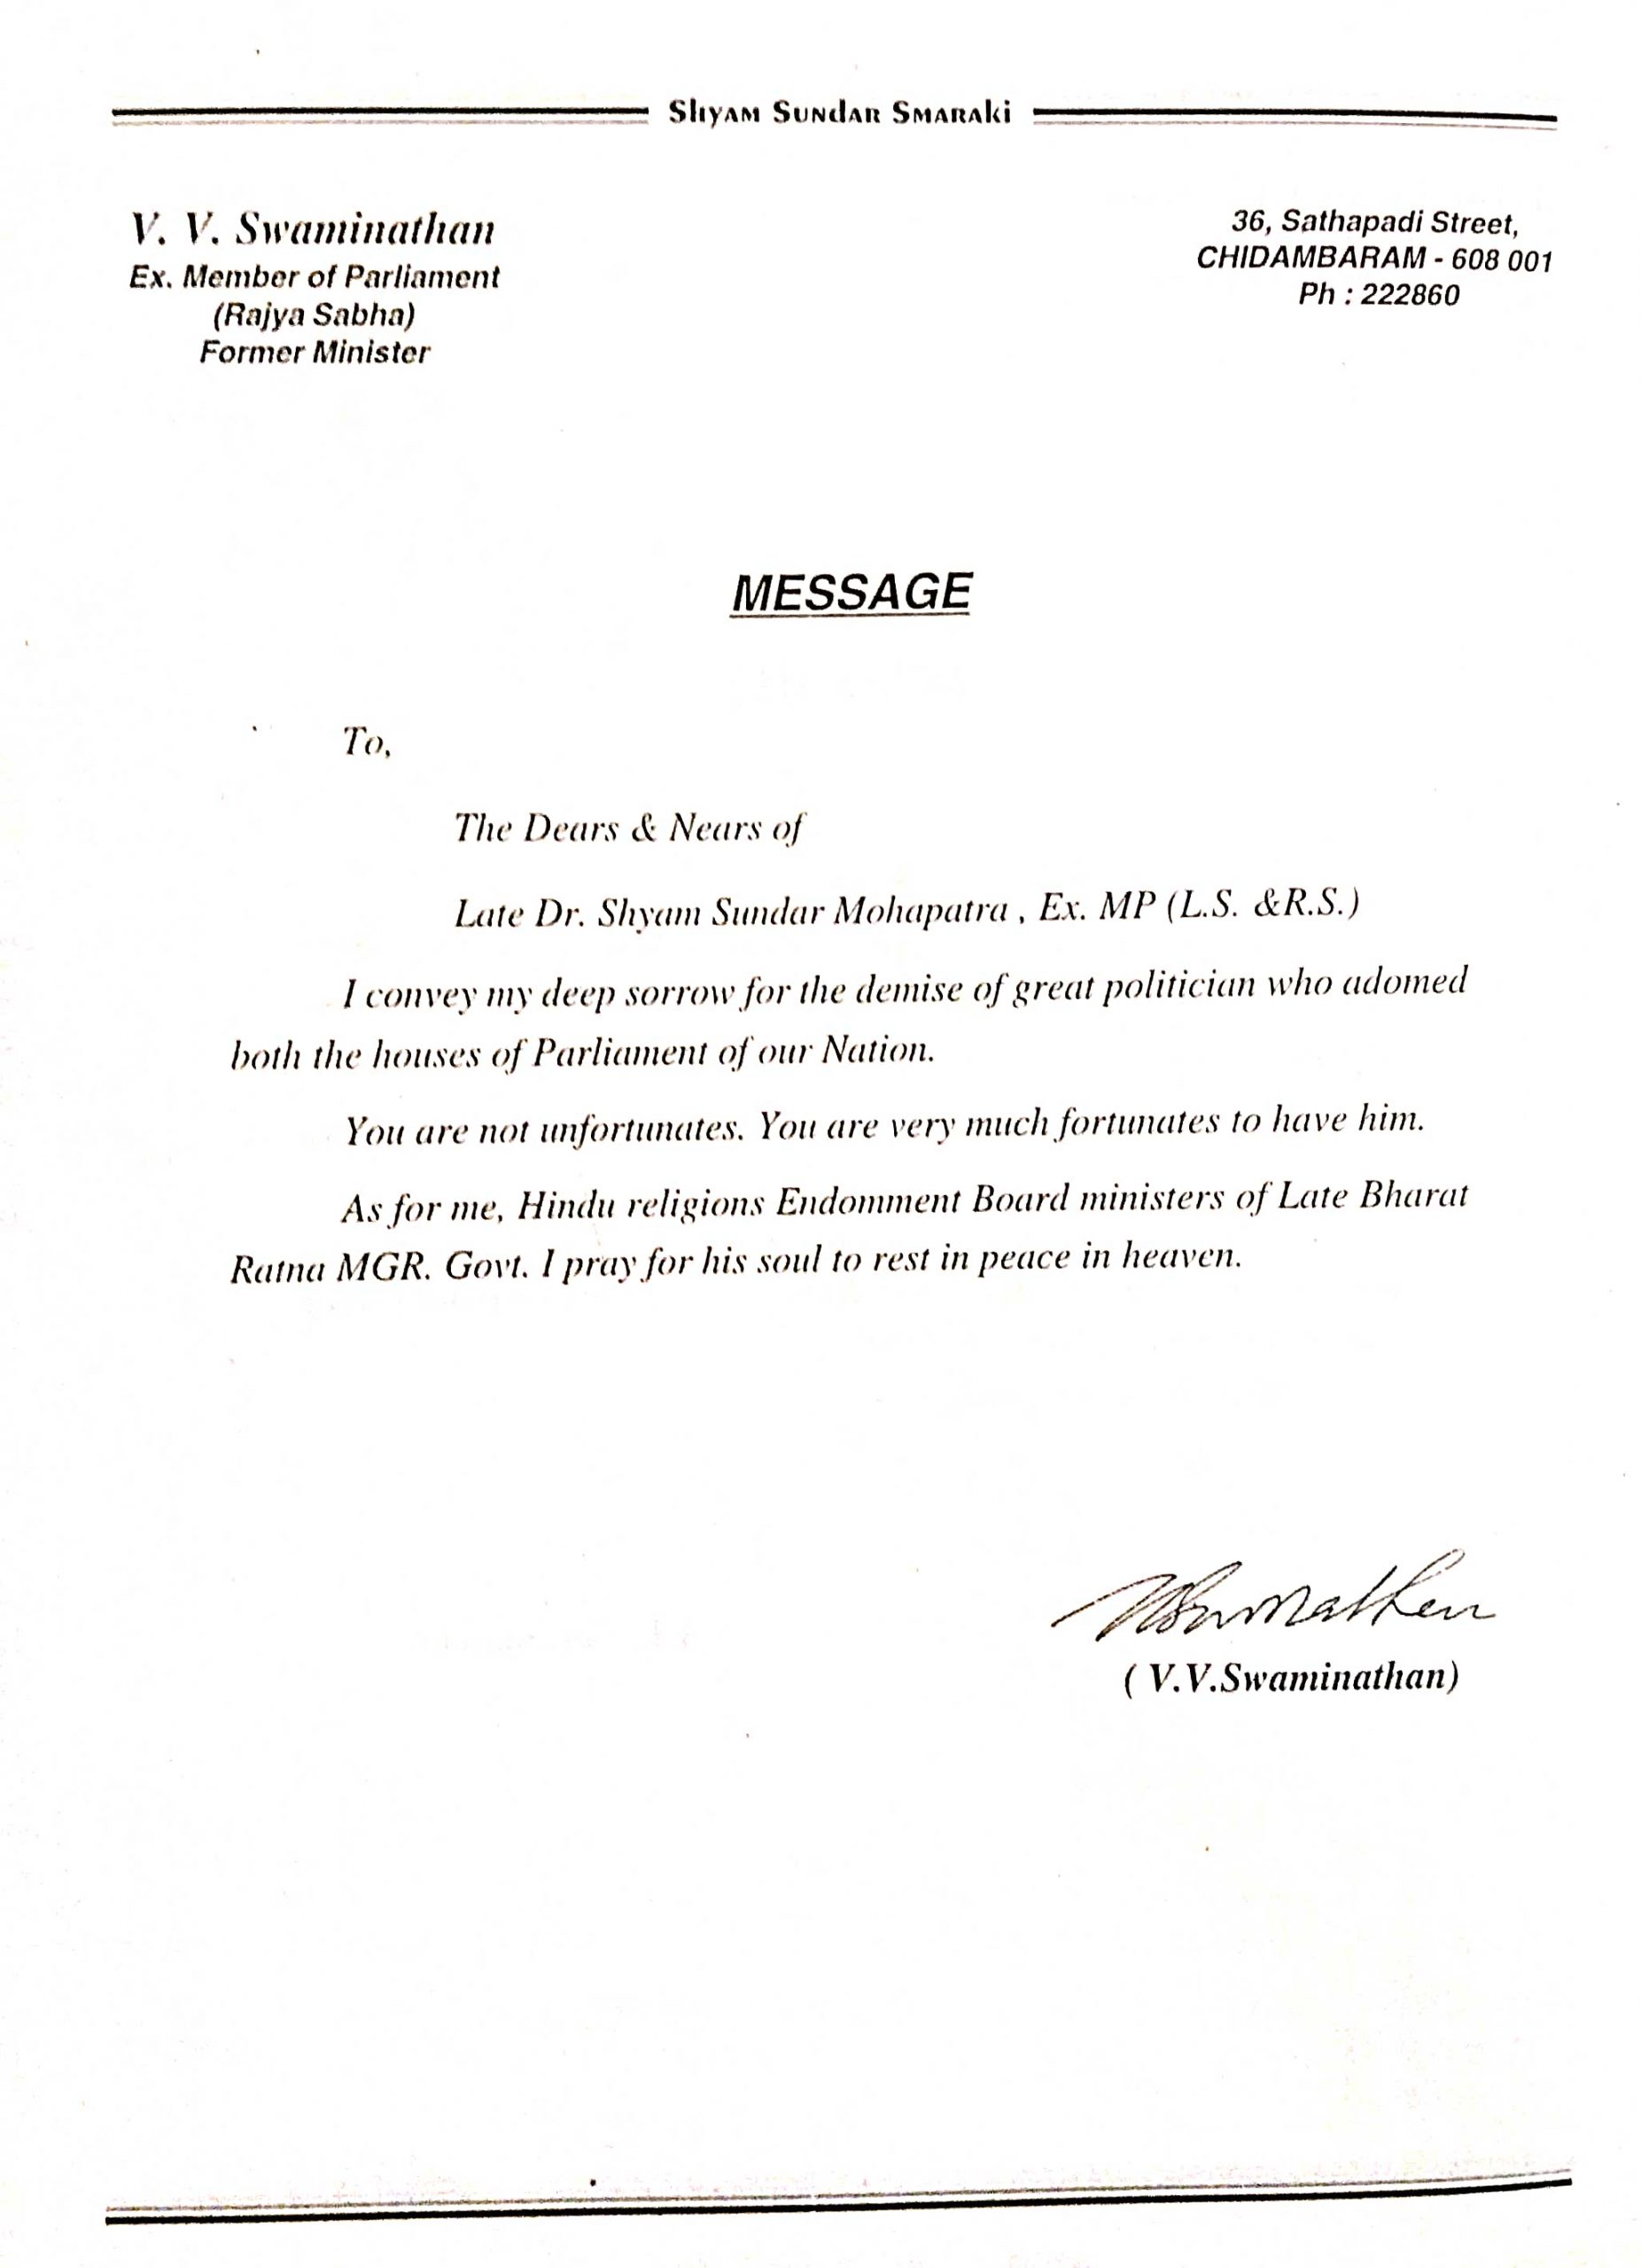 Shyam Sundar Smaraki
V. V. Swaminathan
Ex. Member of Parliament
(Rajya Sabha)
Former Minister
36, Sathapadi Street,
CHIDAMBARAM - 608 001
Ph : 222860
MESSAGE
To,
The Dears & Nears of
Late Dr. Shyam Sundar Mohapatra , Ex. MP (L.S. &R.S.)
I convey my deep sorrow for the demise of great politician who adomed
both the houses of Parliament of our Nation.
You are not unfortunates. You are very much fortunates to have him.
As for me, Hindu religions Endomment Board ministers of Late Bharat
Ratna MGR. Govt. I pray for his soul to rest in peace in heaven.
( V.V.Swaminathan)